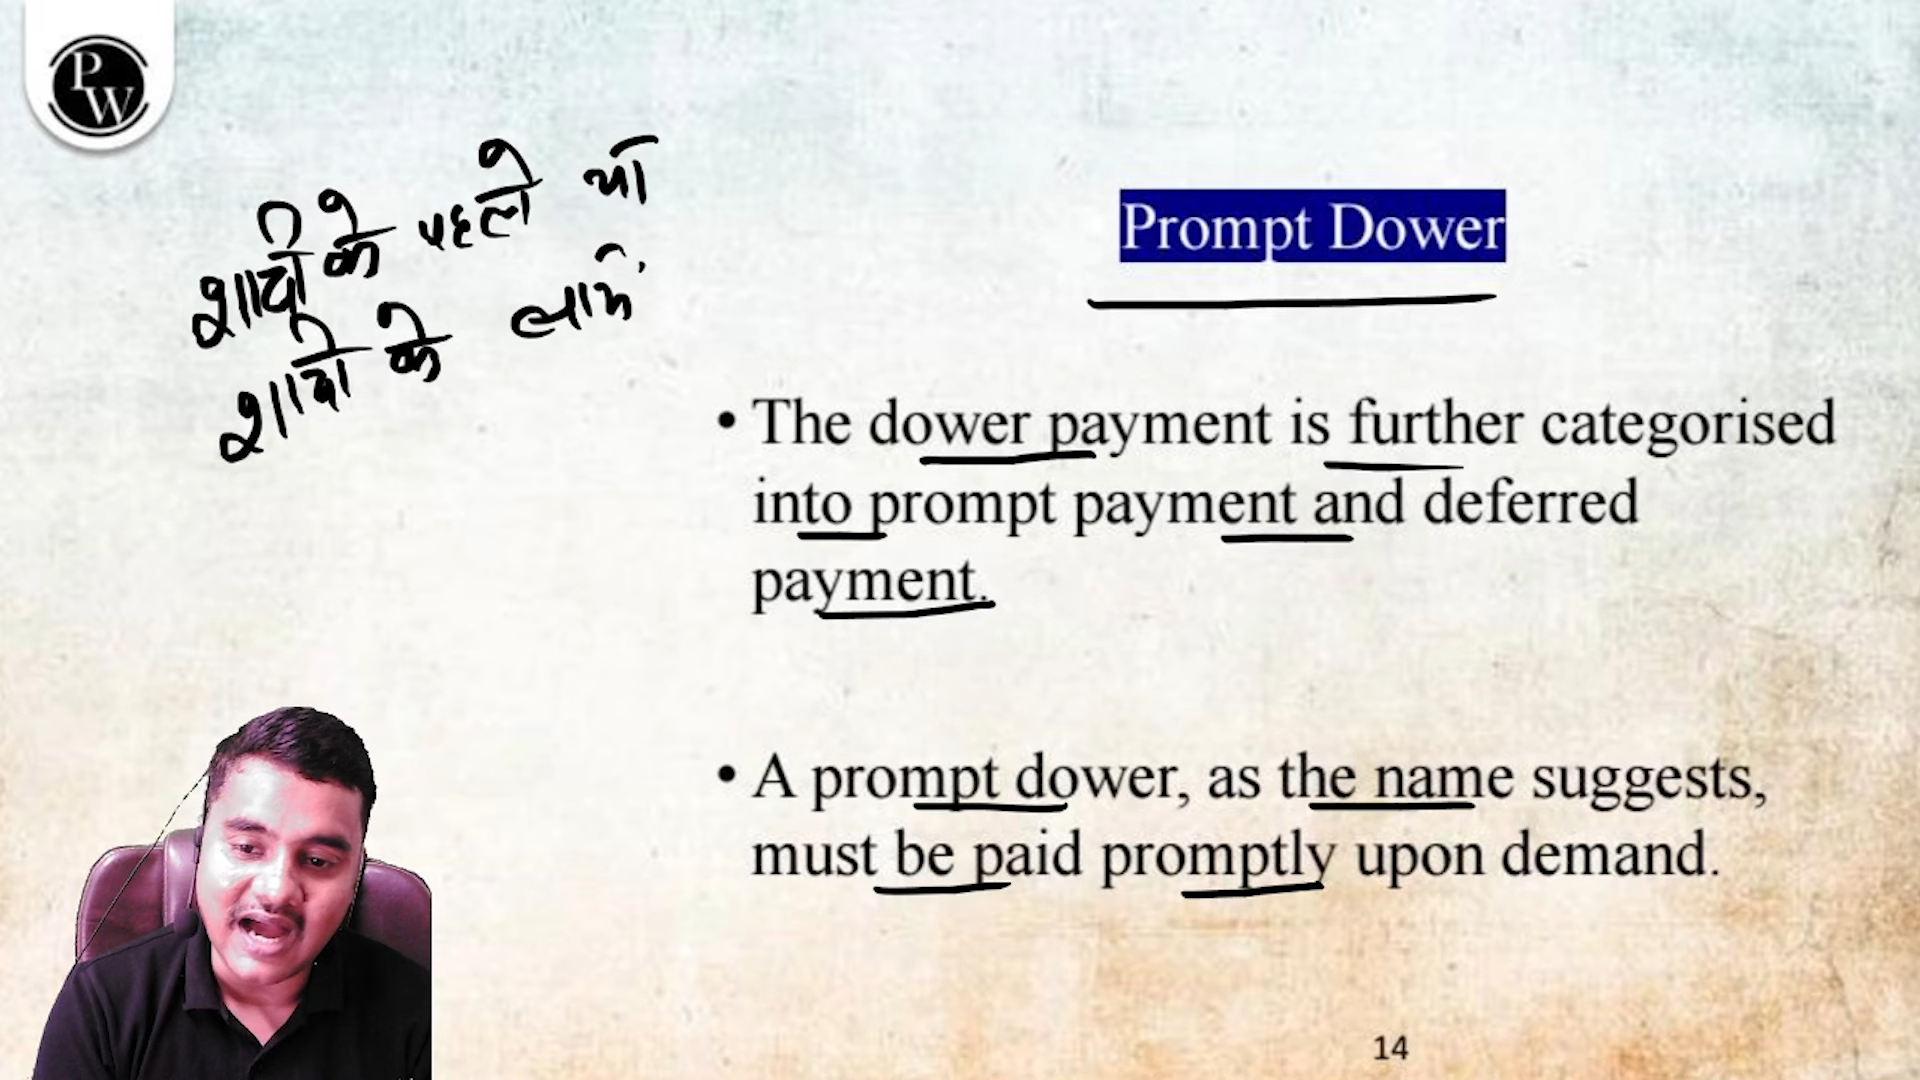 PW
शादी के पहले या
शादी के
Prompt Dower
• The dower payment is further categorised
into prompt payment and deferred
payment.
• A prompt dower, as the name suggests,
must be paid promptly upon demand.
14